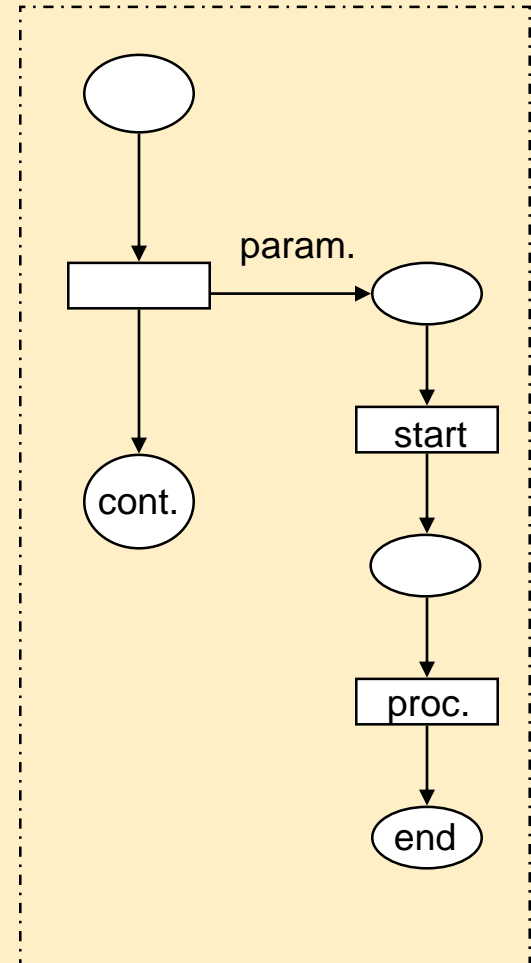 param.
start
cont.
proc.
end